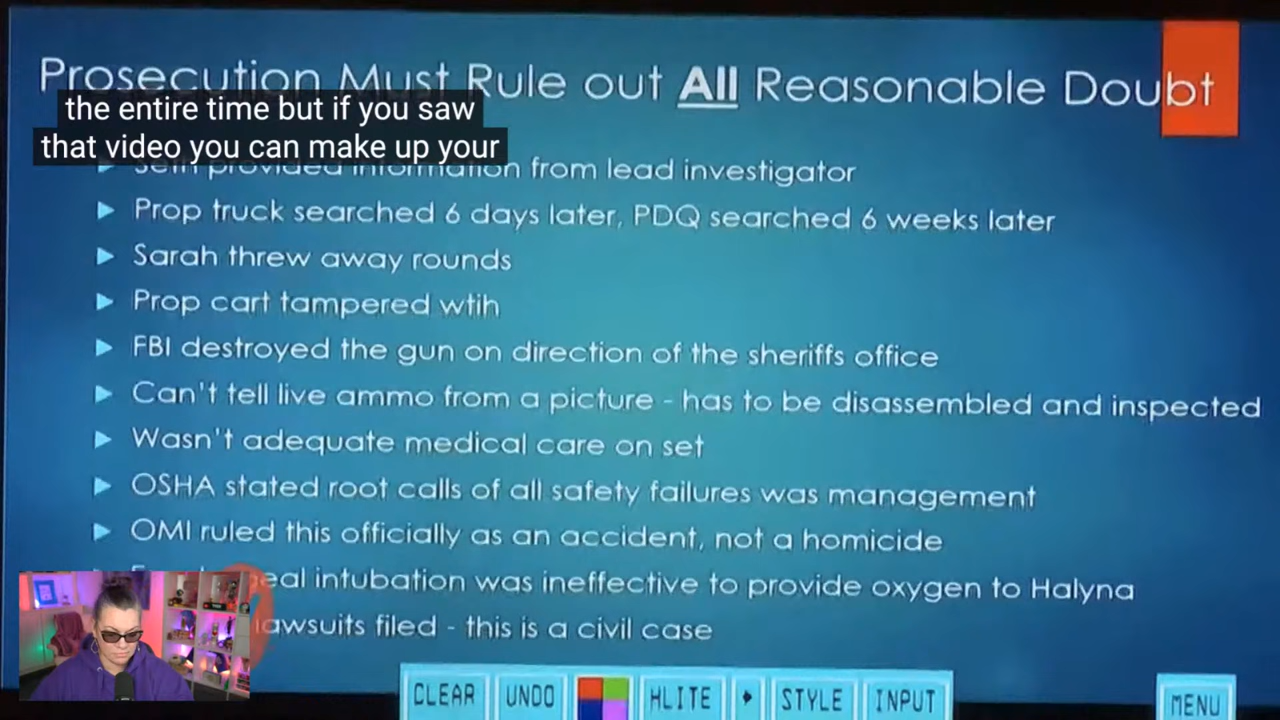 Prosecution Must Rule out All Reasonable Doubt
the entire time but if you saw
that video you can make up your
Seth provided information from lead investigator
Prop truck searched 6 days later, PDQ searched 6 weeks later
Sarah threw away rounds
Prop cart tampered wtih
FBI destroyed the gun on direction of the sheriffs office
Can't tell live ammo from a picture - has to be disassembled and inspected
Wasn't adequate medical care on set
OSHA stated root calls of all safety failures was management
OMI ruled this officially as an accident, not a homicide
intubation was ineffective to provide oxygen to Halyna
lawsuits filed - this is a civil case
CLEAR UNDO HLITE STYLE INPUT MENU